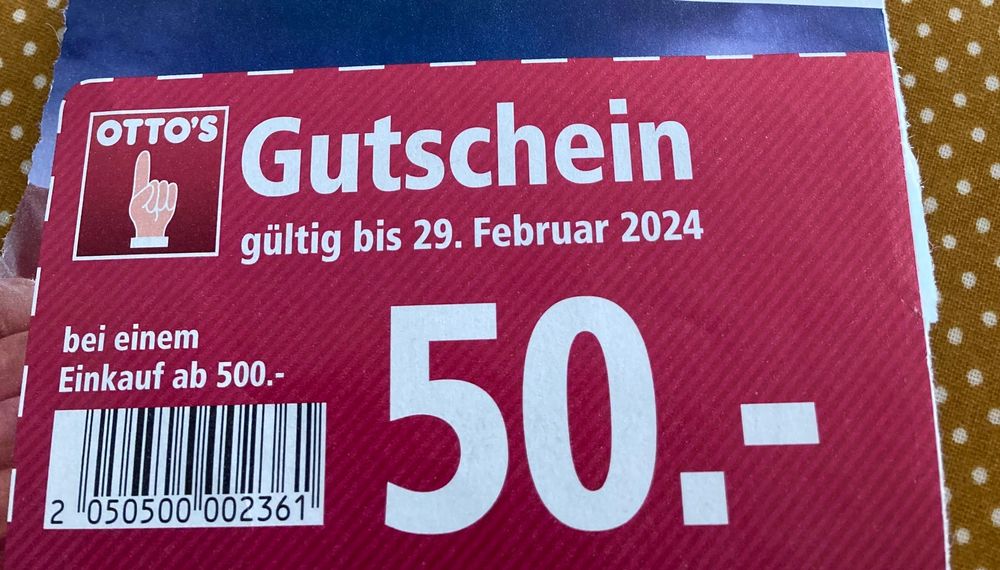 OTTO'S
Gutschein
gültig bis 29. Februar 2024
bei einem
Einkauf ab 500.-
50.-
2 050500 002361